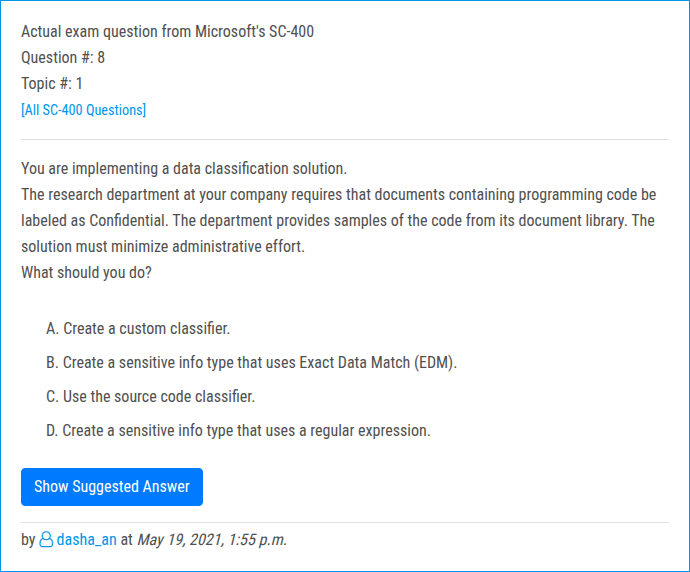 Actual exam question from Microsoft's SC-400
Question #: 8
Topic #: 1
[All SC-400 Questions]
You are implementing a data classification solution.
The research department at your company requires that documents containing programming code be
labeled as Confidential. The department provides samples of the code from its document library. The
solution must minimize administrative effort.
What should you do?
A. Create a custom classifier.
B. Create a sensitive info type that uses Exact Data Match (EDM).
C. Use the source code classifier.
D. Create a sensitive info type that uses a regular expression.
Show Suggested Answer
by dasha_an at May 19, 2021, 1:55 p.m.